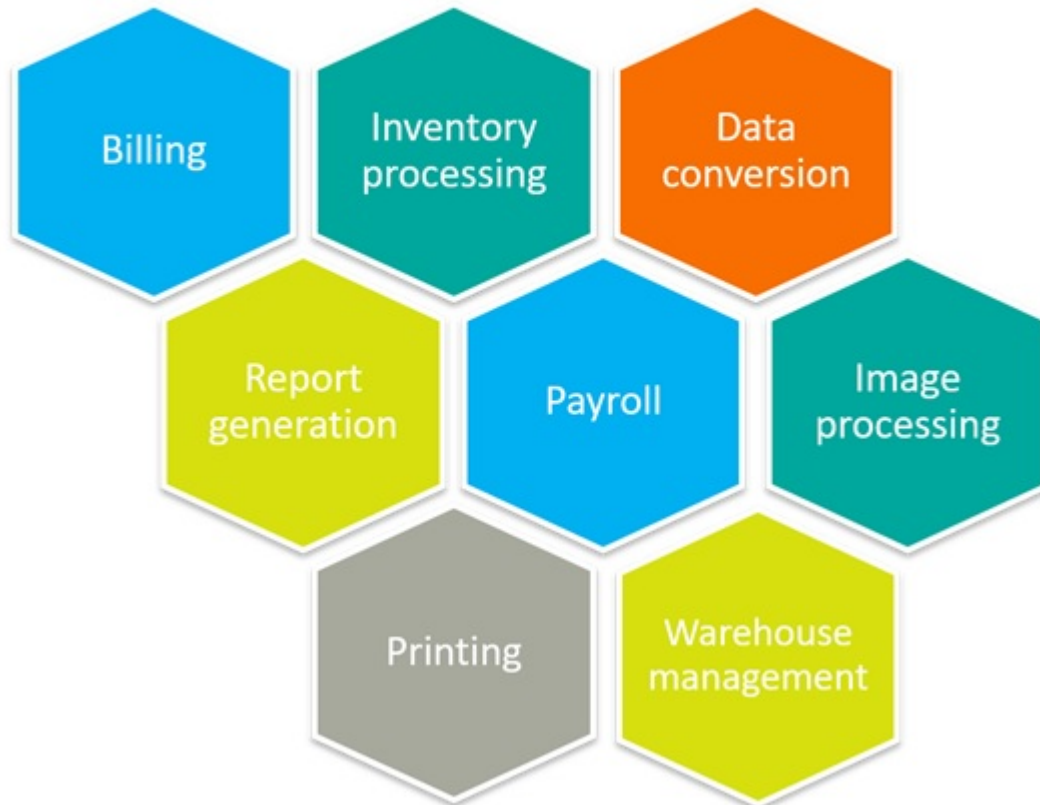 Billing
Inventory
processing
Data
conversion
Report
generation
Payroll
Image
processing
Printing
Warehouse
management